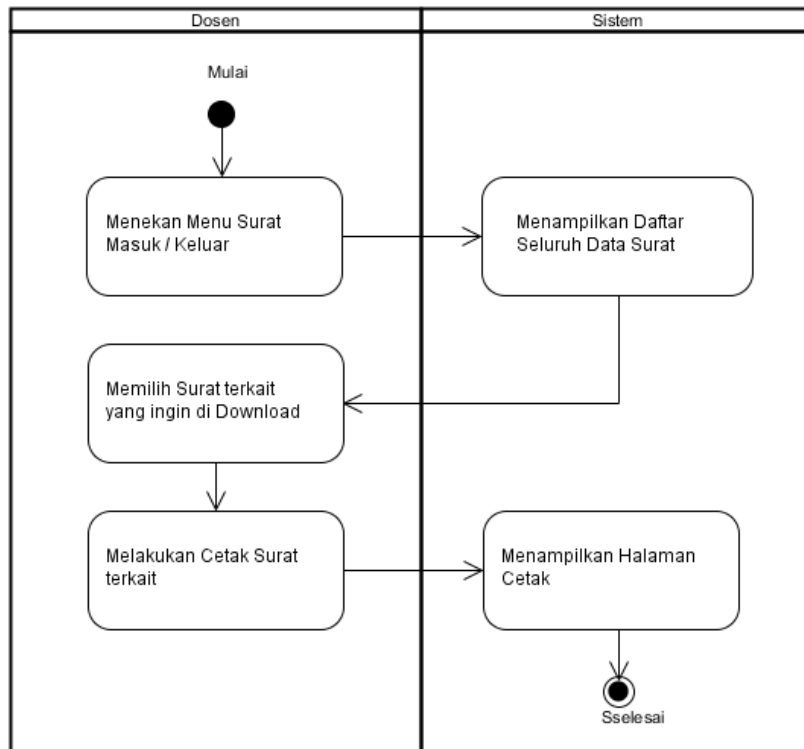 Dosen
Sistem
Mulai
Menekan Menu Surat
Masuk / Keluar
Menampilkan Daftar
Seluruh Data Surat
Memilih Surat terkait
yang ingin di Download
Melakukan Cetak Surat
terkait
Menampilkan Halaman
Cetak
Sselesai